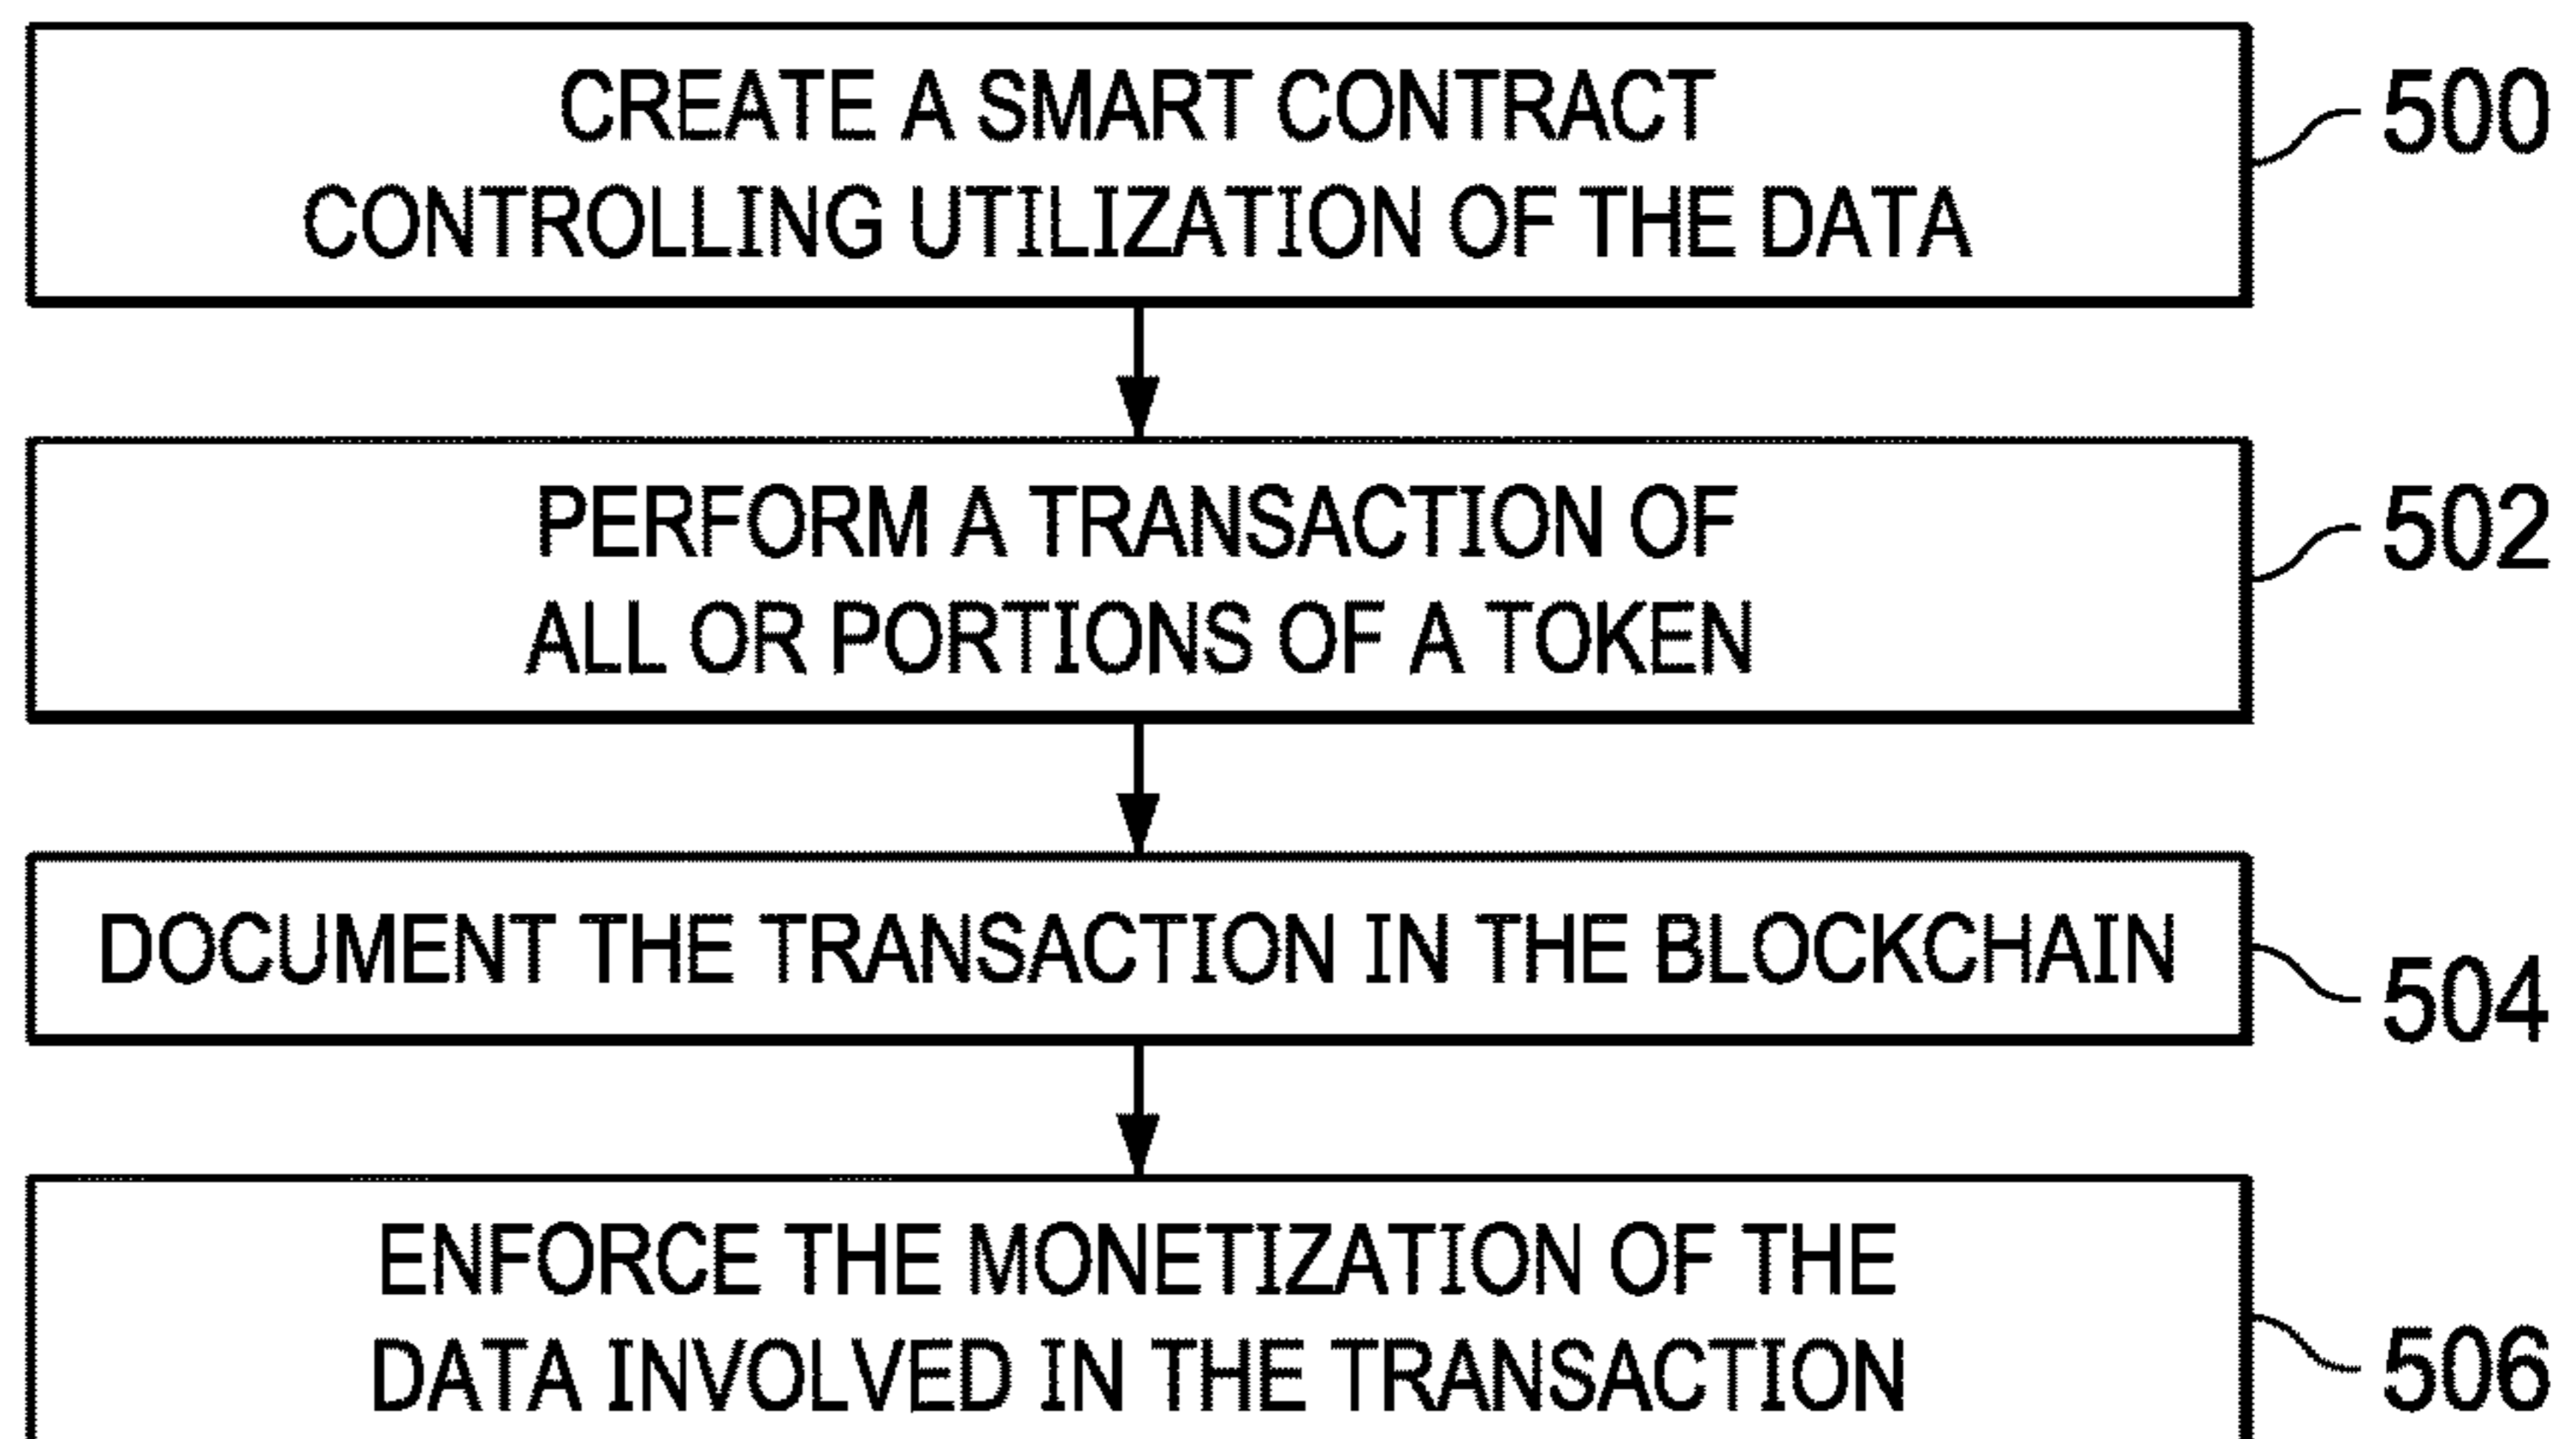 CREATE A SMART CONTRACT
CONTROLLING UTILIZATION OF THE DATA
500
PERFORM A TRANSACTION OF
ALL OR PORTIONS OF A TOKEN
502
DOCUMENT THE TRANSACTION IN THE BLOCKCHAIN
504
ENFORCE THE MONETIZATION OF THE
DATA INVOLVED IN THE TRANSACTION
506